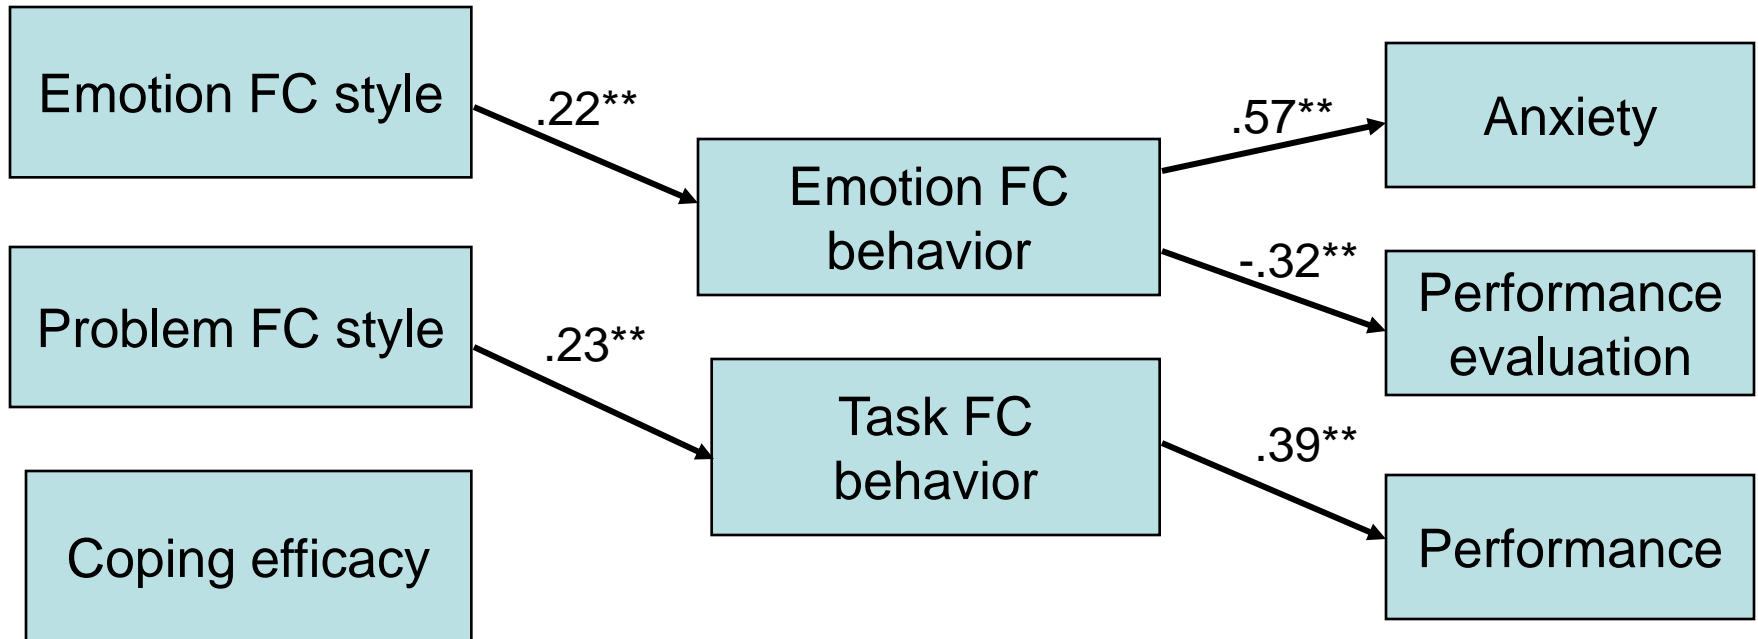 Emotion FC style
.22**
Emotion FC
behavior
.57**
Anxiety
-.32**
Performance
evaluation
Problem FC style
.23**
Task FC
behavior
.39**
Performance
Coping efficacy